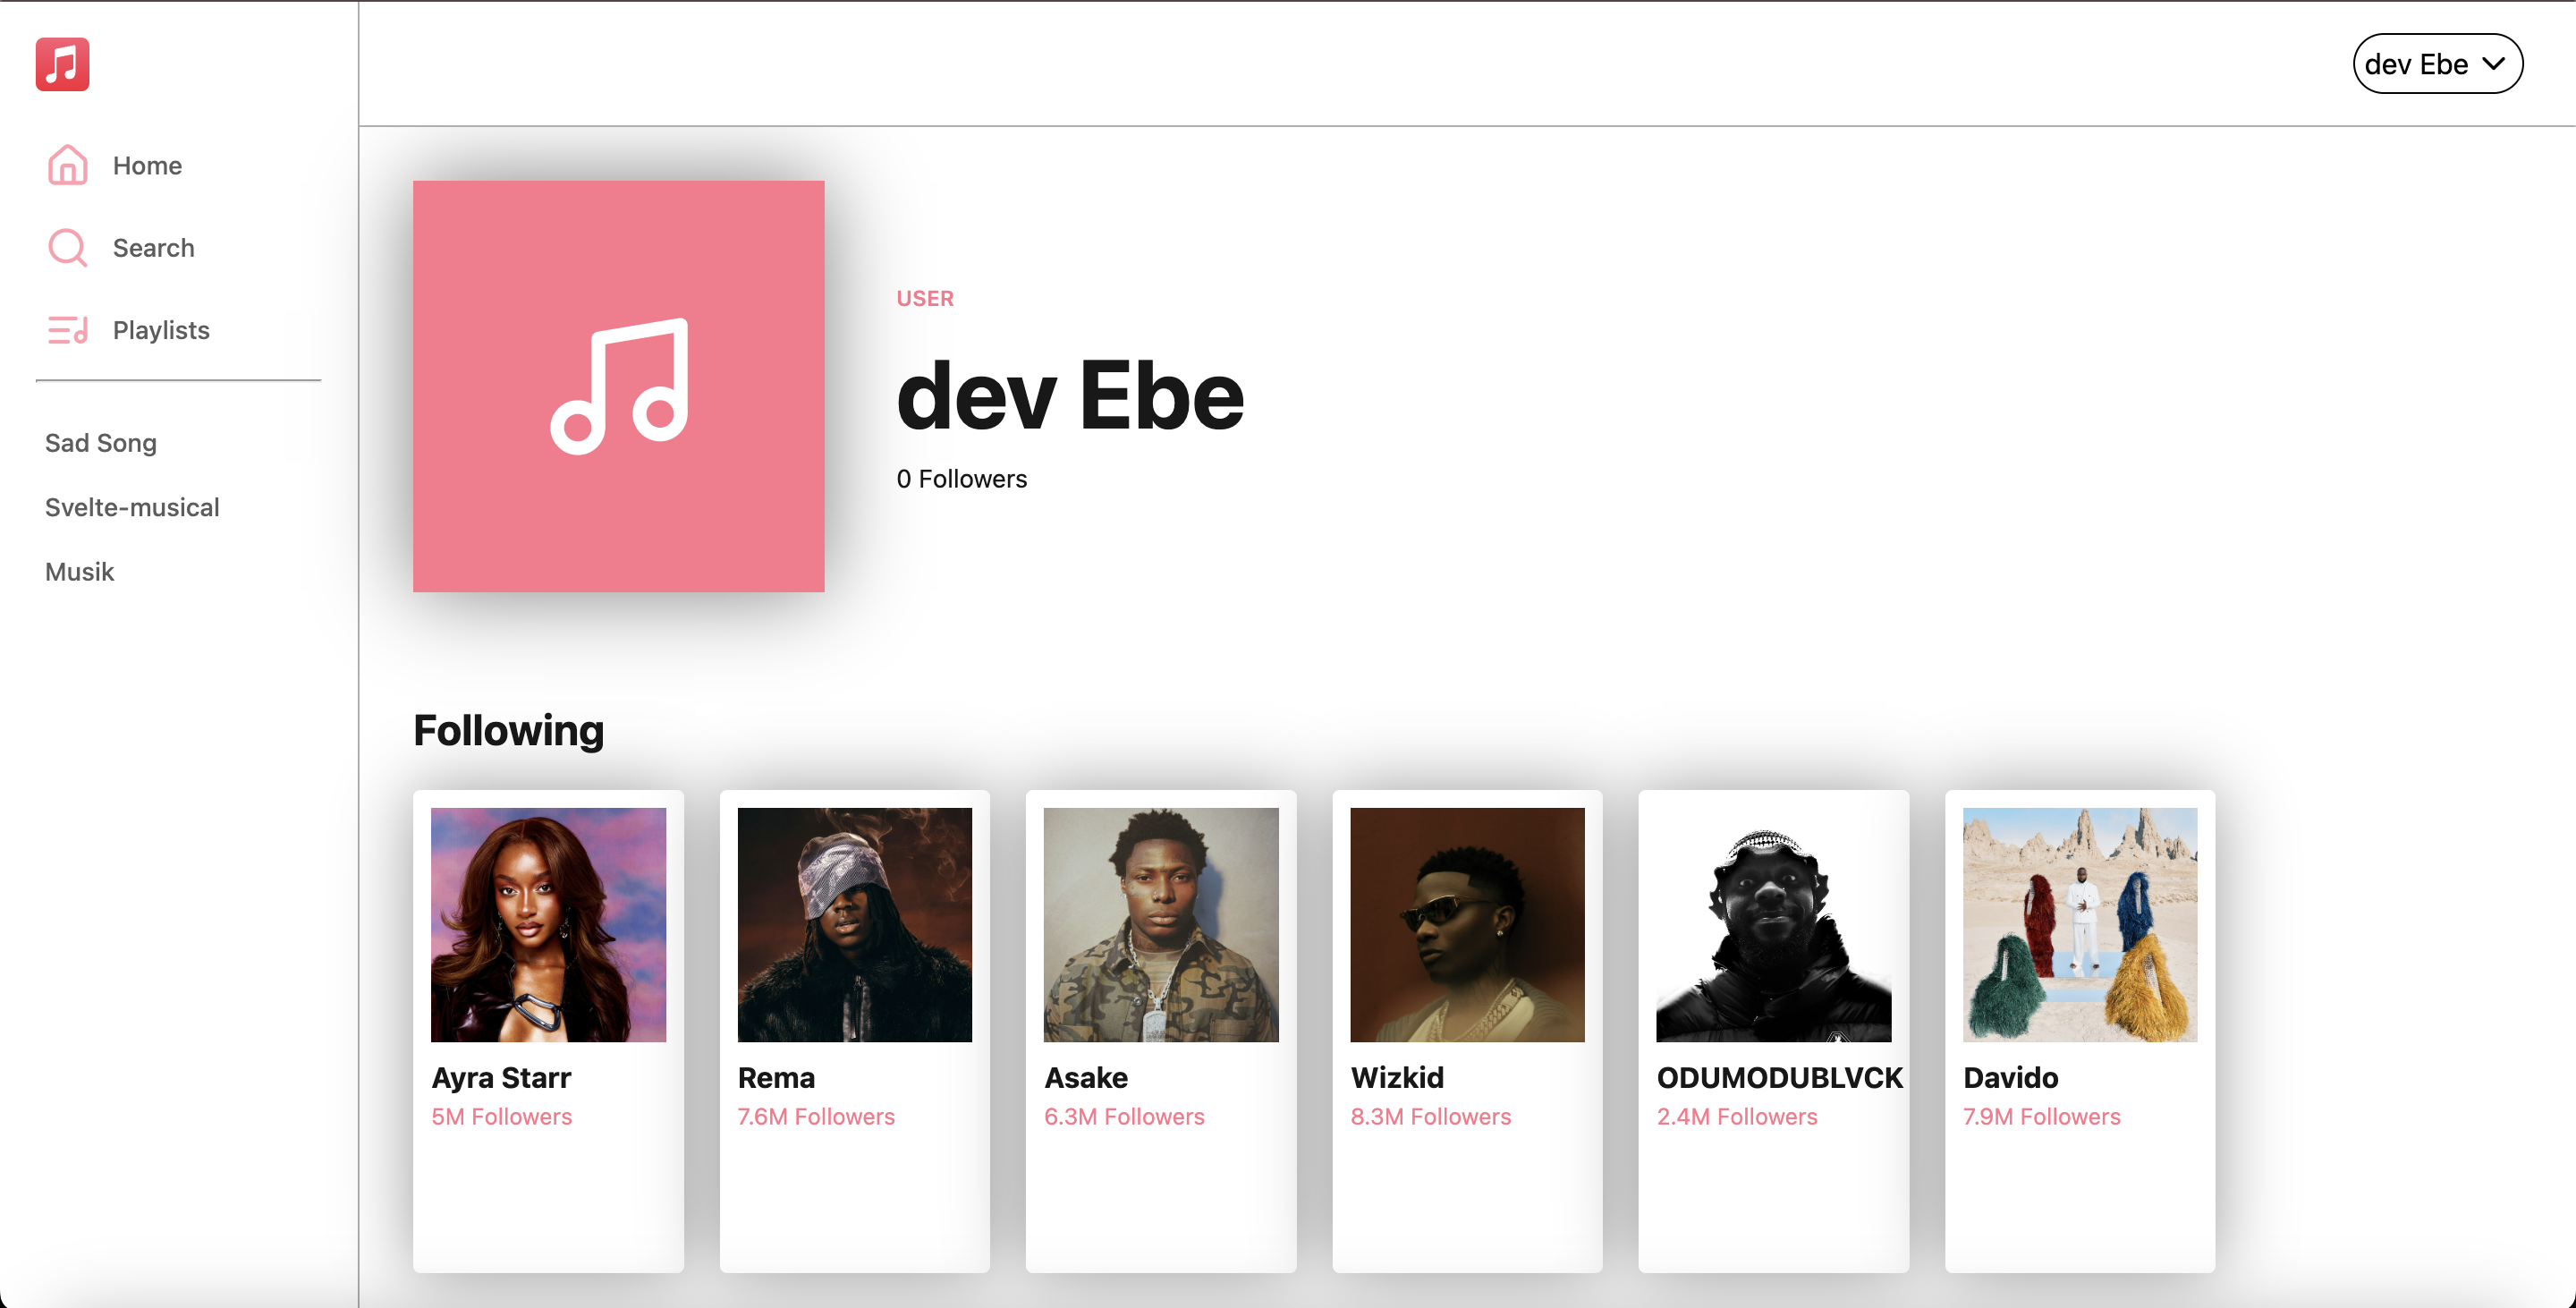 dev Ebe
Home
Search
Playlists
Sad Song
Svelte-musical
Musik
USER
dev Ebe
0 Followers
Following
Ayra Starr
5M Followers
Rema
7.6M Followers
Asake
6.3M Followers
Wizkid
8.3M Followers
ODUMODUBLVCK
2.4M Followers
Davido
7.9M Followers